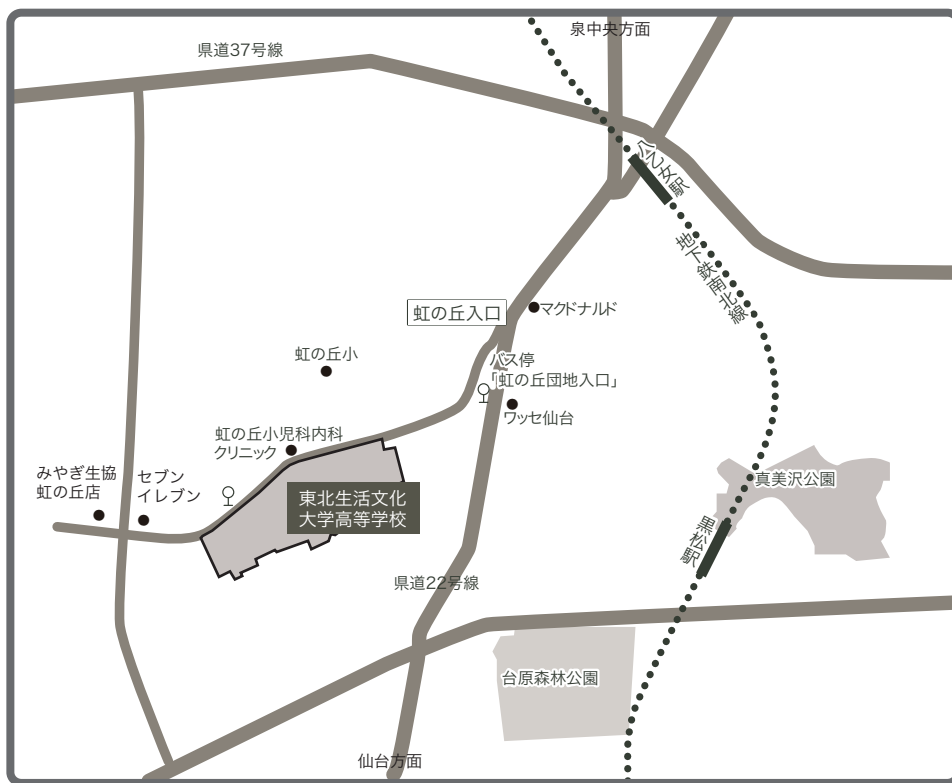 泉中央方面
県道37号線
八乙女駅
地下鉄南北線
虹の丘入口
マクドナルド
虹の丘小
バス停
「虹の丘団地入口」
ワッセ仙台
虹の丘小児科内科
クリニック
みやぎ生協
虹の丘店
セブン
イレブン
東北生活文化
大学高等学校
真美沢公園
黒松駅
県道22号線
台原森林公園
仙台方面